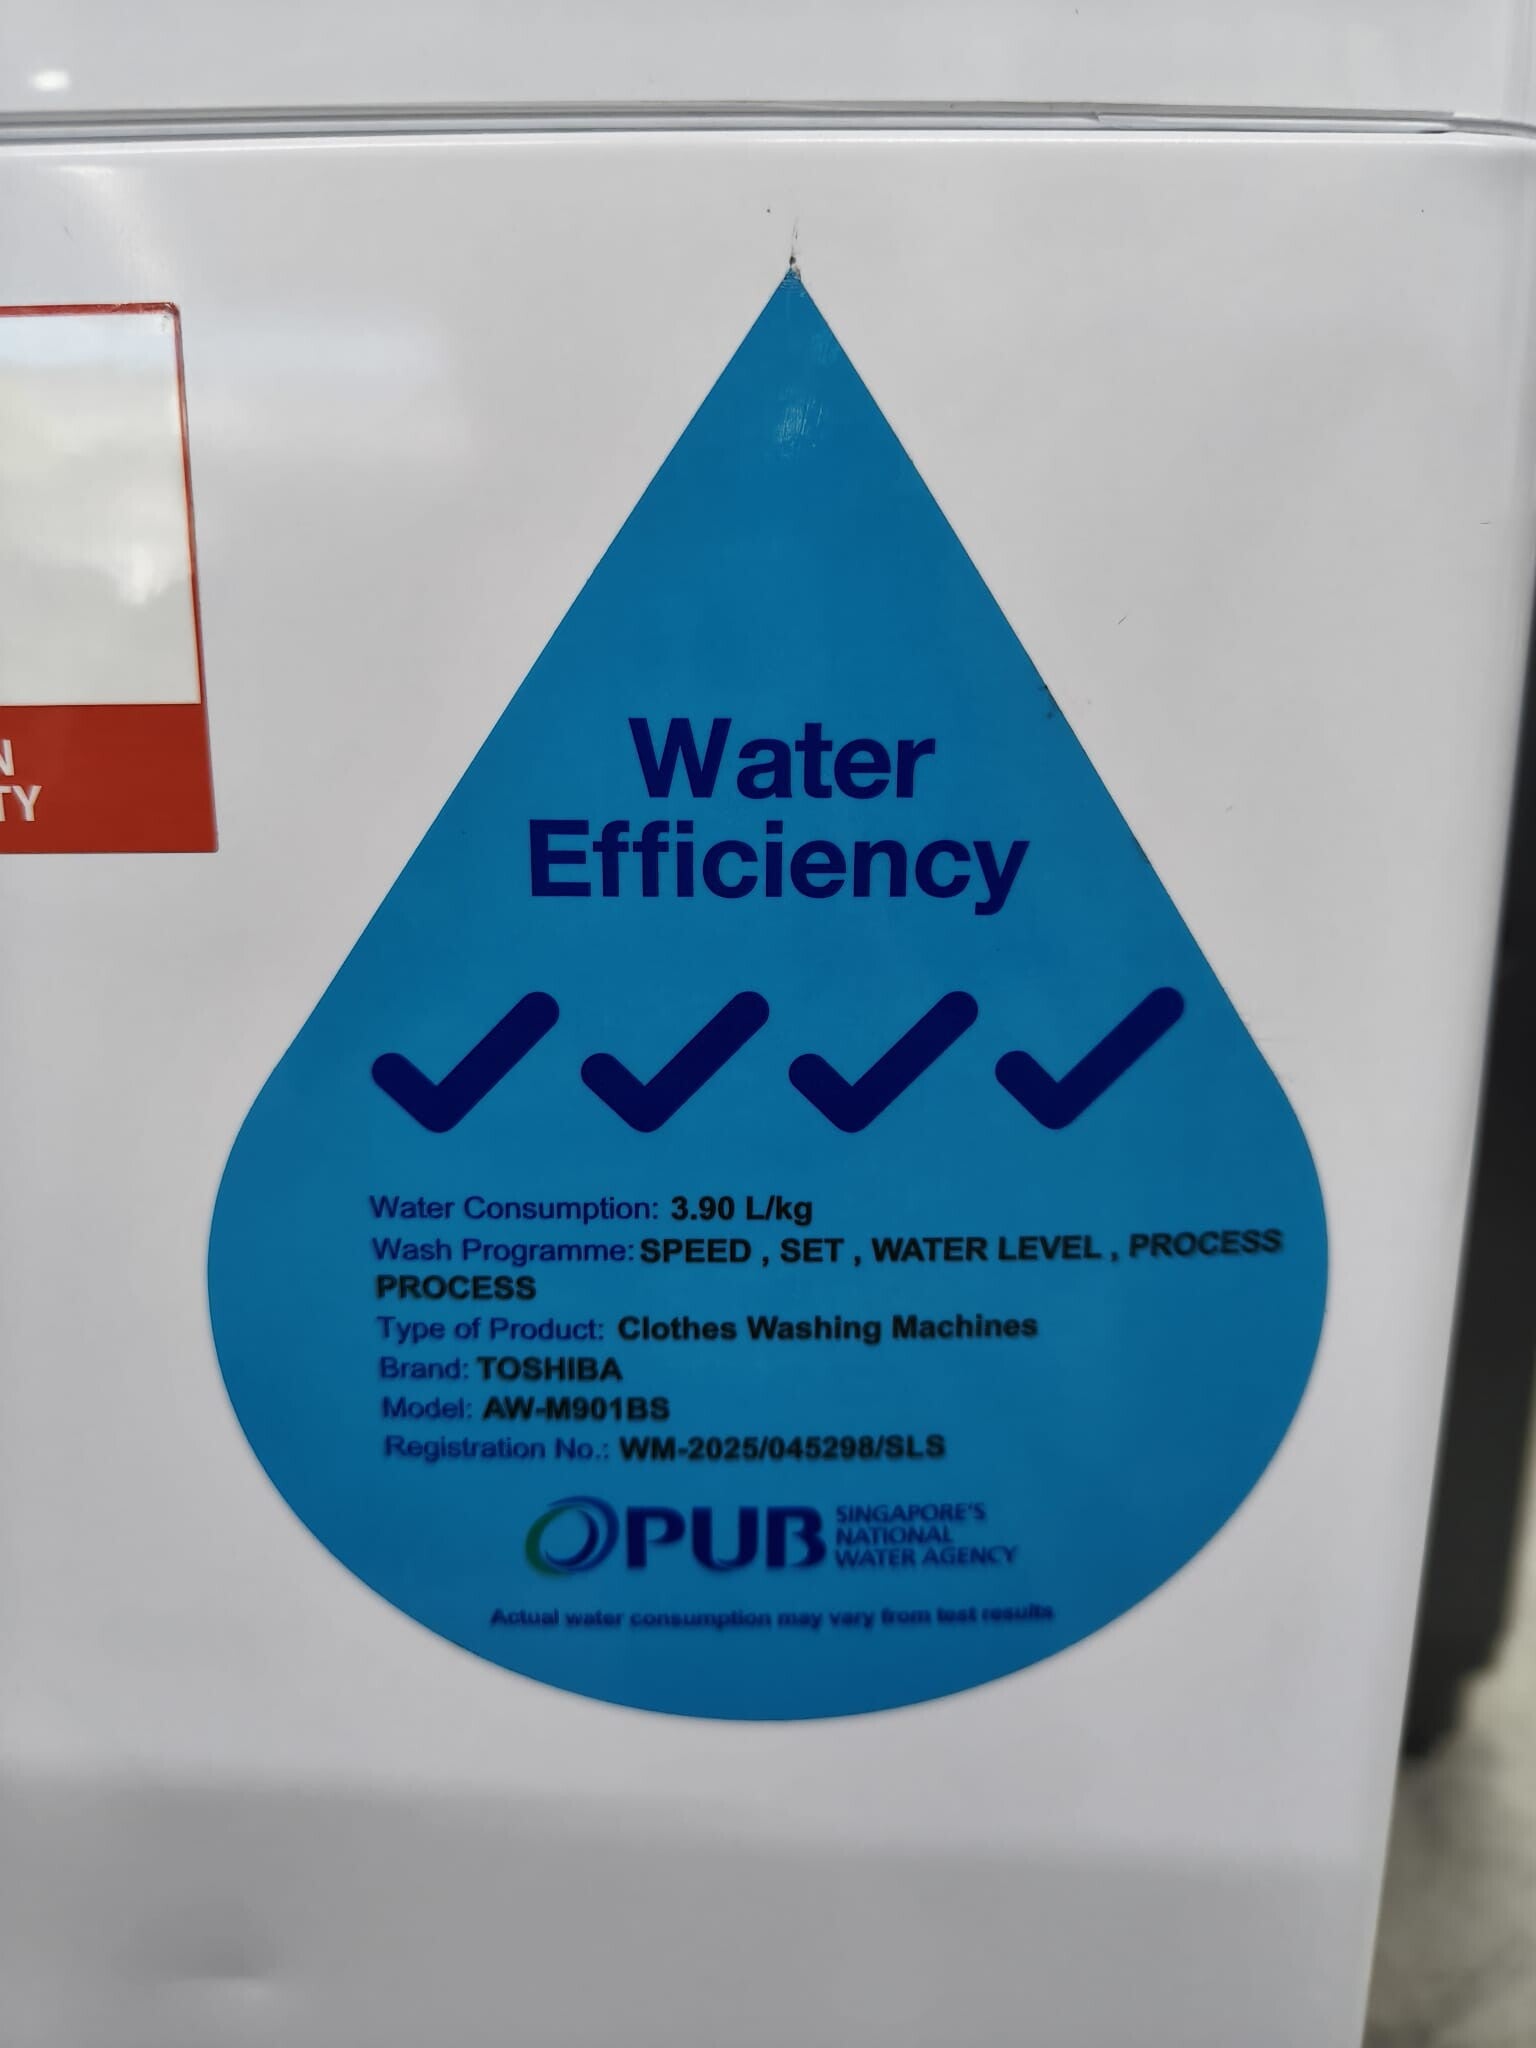 N
TY
Water
Efficiency
Water Consumption: 3.90 L/kg
Wash Programme: SPEED , SET , WATER LEVEL , PROCESS
PROCESS
Type of Product: Clothes Washing Machines
Brand: TOSHIBA
Model: AW-M901BS
Registration No.: WM-2025/045298/SLS
PUB SINGAPORE'S
NATIONAL
WATER AGENCY
Actual water consumption may vary from test results